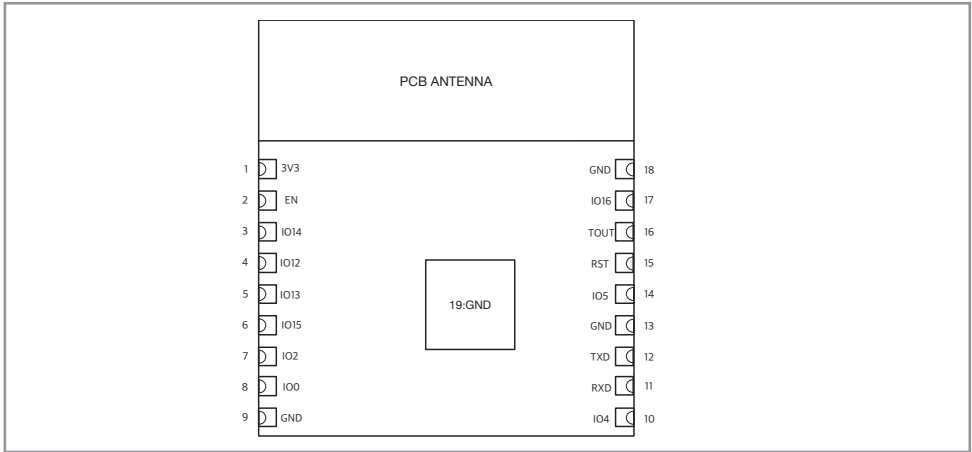 PCB ANTENNA
1 3V3
GND 18
2 EN
IO16 17
3 IO14
TOUT 16
4 IO12
RST 15
5 IO13
IO5 14
19:GND
6 IO15
GND 13
7 IO2
TXD 12
8 IO0
RXD 11
9 GND
IO4 10